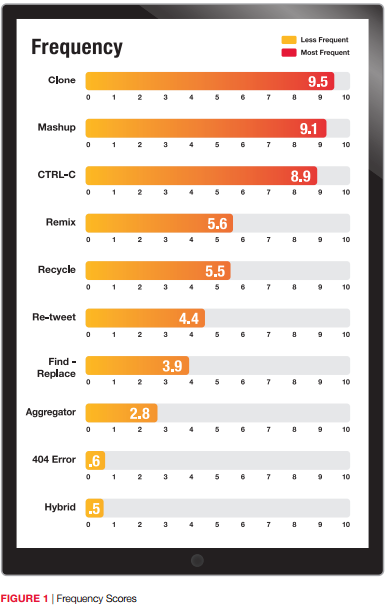 Frequency
Less Frequent
Most Frequent
Clone
9.5
0 1 2 3 4 5 6 7 8 9 10
Mashup
9.1
0 1 2 3 4 5 6 7 8 9 10
CTRL-C
8.9
0 1 2 3 4 5 6 7 8 9 10
Remix
5.6
0 1 2 3 4 5 6 7 8 9 10
Recycle
5.5
0 1 2 3 4 5 6 7 8 9 10
Re-tweet
4.4
0 1 2 3 4 5 6 7 8 9 10
Find -
Replace
3.9
0 1 2 3 4 5 6 7 8 9 10
Aggregator
2.8
0 1 2 3 4 5 6 7 8 9 10
404 Error
.6
0 1 2 3 4 5 6 7 8 9 10
Hybrid
.5
0 1 2 3 4 5 6 7 8 9 10
FIGURE 1 | Frequency Scores